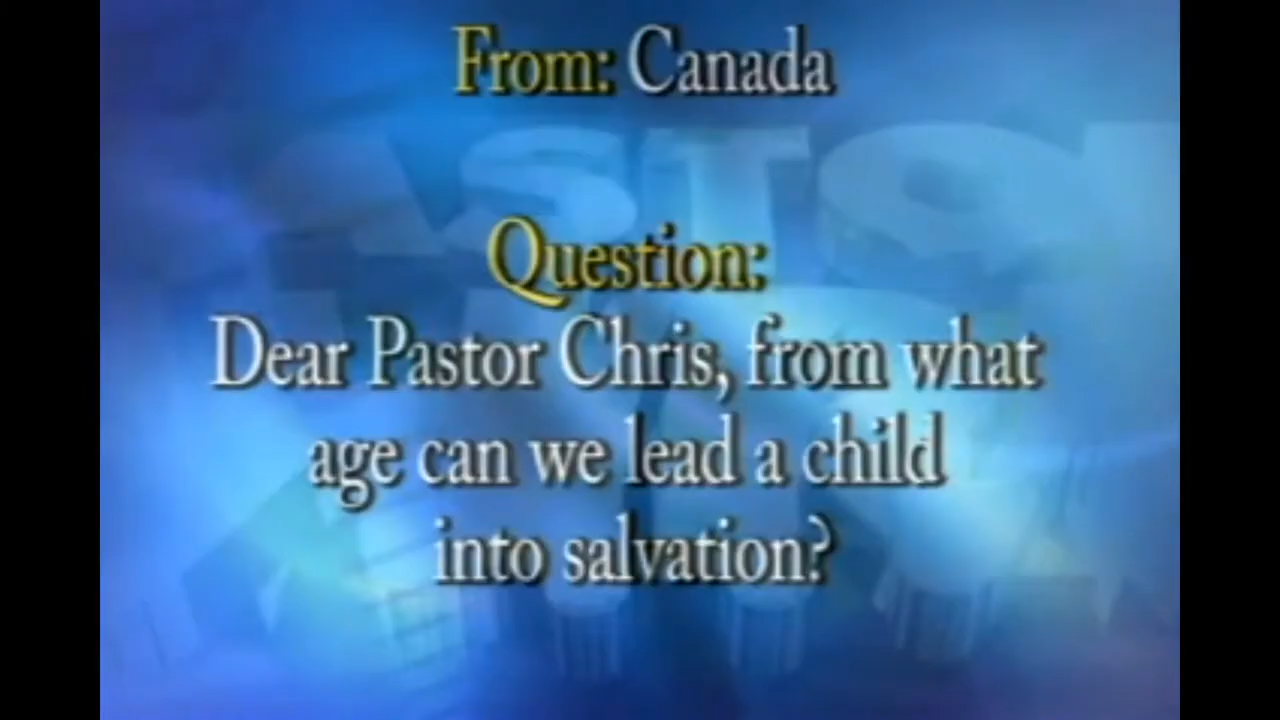 From: Canada
Question:
Dear Pastor Chris, from what
age can we lead a child
into salvation?